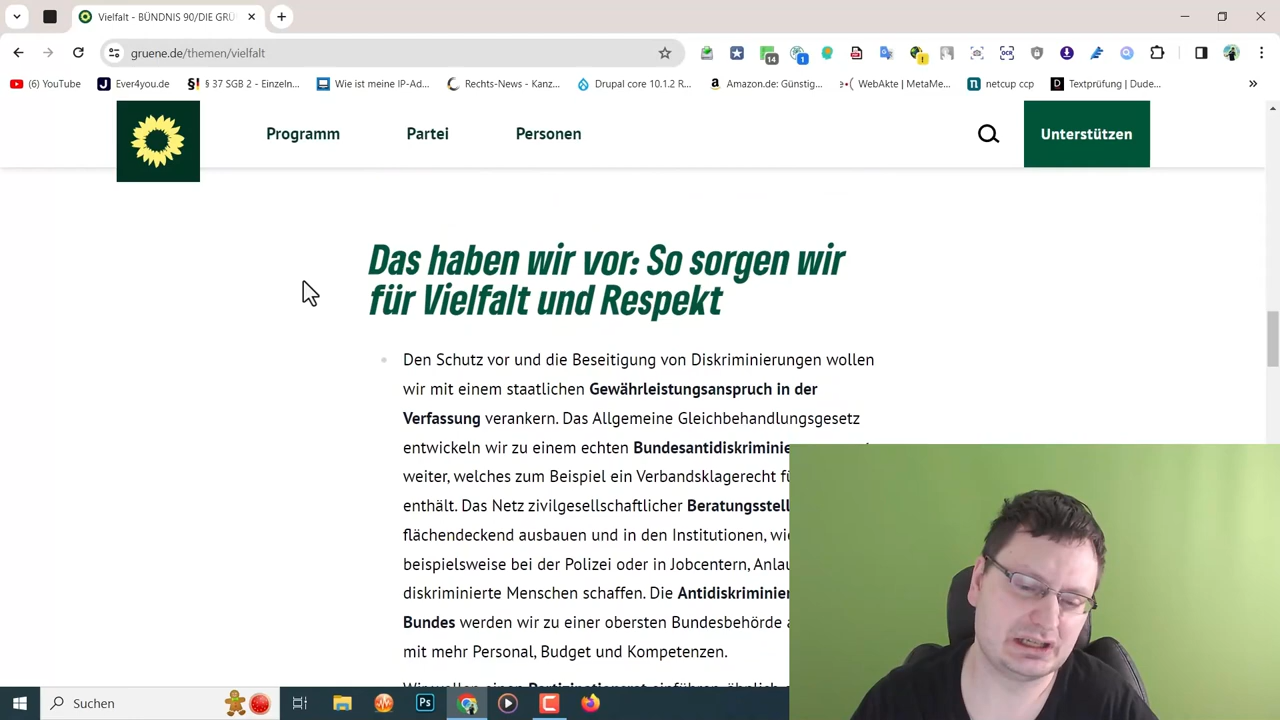 Vielfalt - BÜNDNIS 90/DIE GRÜ
gruene.de/themen/vielfalt
14
1
(6) YouTube
Ever4you.de
§ 37 SGB 2 - Einzeln...
Wie ist meine IP-Ad...
Rechts-News - Kanz...
Drupal core 10.1.2 R...
Amazon.de: Günstig...
WebAkte | MetaMe...
netcup ccp
Textprüfung | Dude...
Programm
Partei
Personen
Unterstützen
Das haben wir vor: So sorgen wir
für Vielfalt und Respekt
Den Schutz vor und die Beseitigung von Diskriminierungen wollen
wir mit einem staatlichen Gewährleistungsanspruch in der
Verfassung verankern. Das Allgemeine Gleichbehandlungsgesetz
entwickeln wir zu einem echten Bundesantidiskriminie
weiter, welches zum Beispiel ein Verbandsklagerecht fü
enthält. Das Netz zivilgesellschaftlicher Beratungsstell
flächendeckend ausbauen und in den Institutionen, wie
beispielsweise bei der Polizei oder in Jobcentern, Anlau
diskriminierte Menschen schaffen. Die Antidiskriminier
Bundes werden wir zu einer obersten Bundesbehörde a
mit mehr Personal, Budget und Kompetenzen.
Suchen
Ps